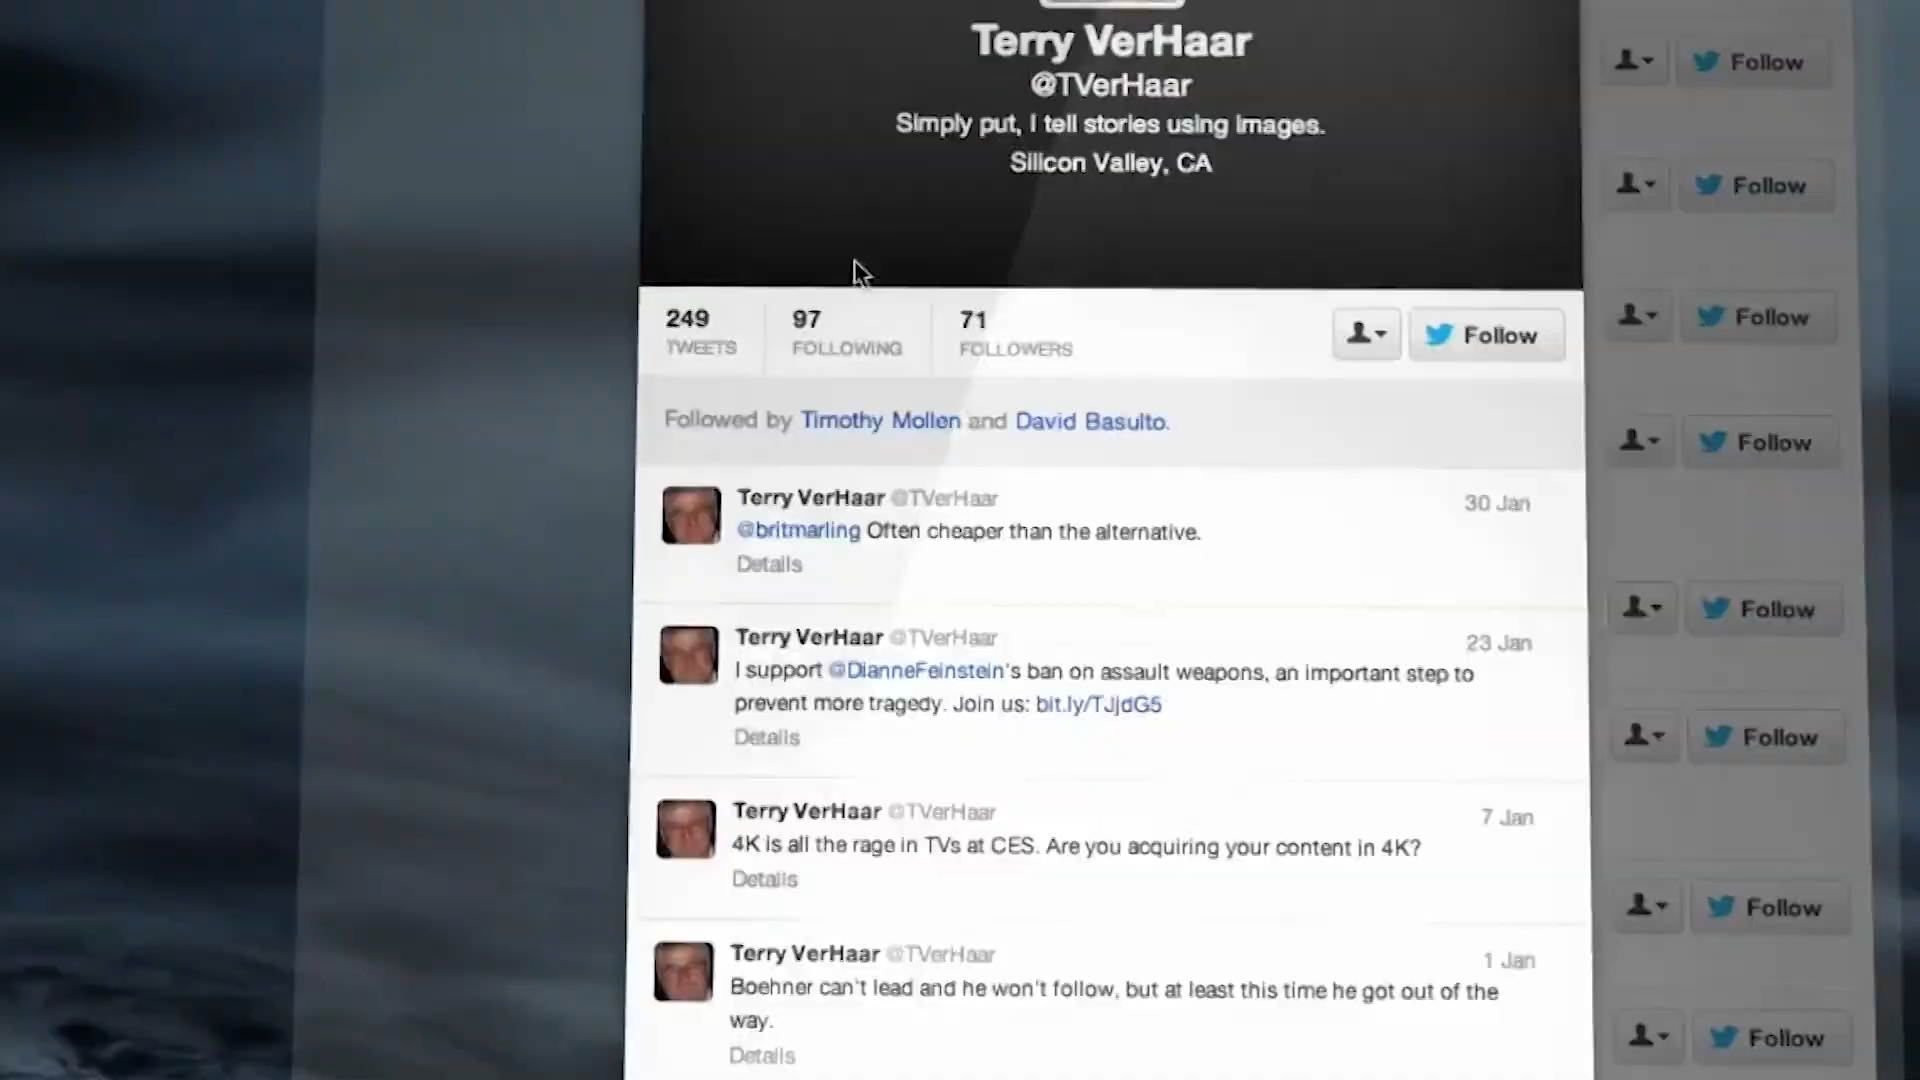 Terry VerHaar
@TVerHaar
Simply put, I tell stories using images.
Silicon Valley, CA
249 TWEETS
97 FOLLOWING
71 FOLLOWERS
Follow
Followed by Timothy Mollen and David Basulto.
Terry VerHaar @TVerHaar 30 Jan
@britmarling Often cheaper than the alternative.
Details
Terry VerHaar @TVerHaar 23 Jan
I support @DianneFeinstein's ban on assault weapons, an important step to
prevent more tragedy. Join us: bit.ly/TJjdG5
Details
Terry VerHaar @TVerHaar 7 Jan
4K is all the rage in TVs at CES. Are you acquiring your content in 4K?
Details
Terry VerHaar @TVerHaar 1 Jan
Boehner can't lead and he won't follow, but at least this time he got out of the
way.
Details
Follow
Follow
Follow
Follow
Follow
Follow
Follow
Follow